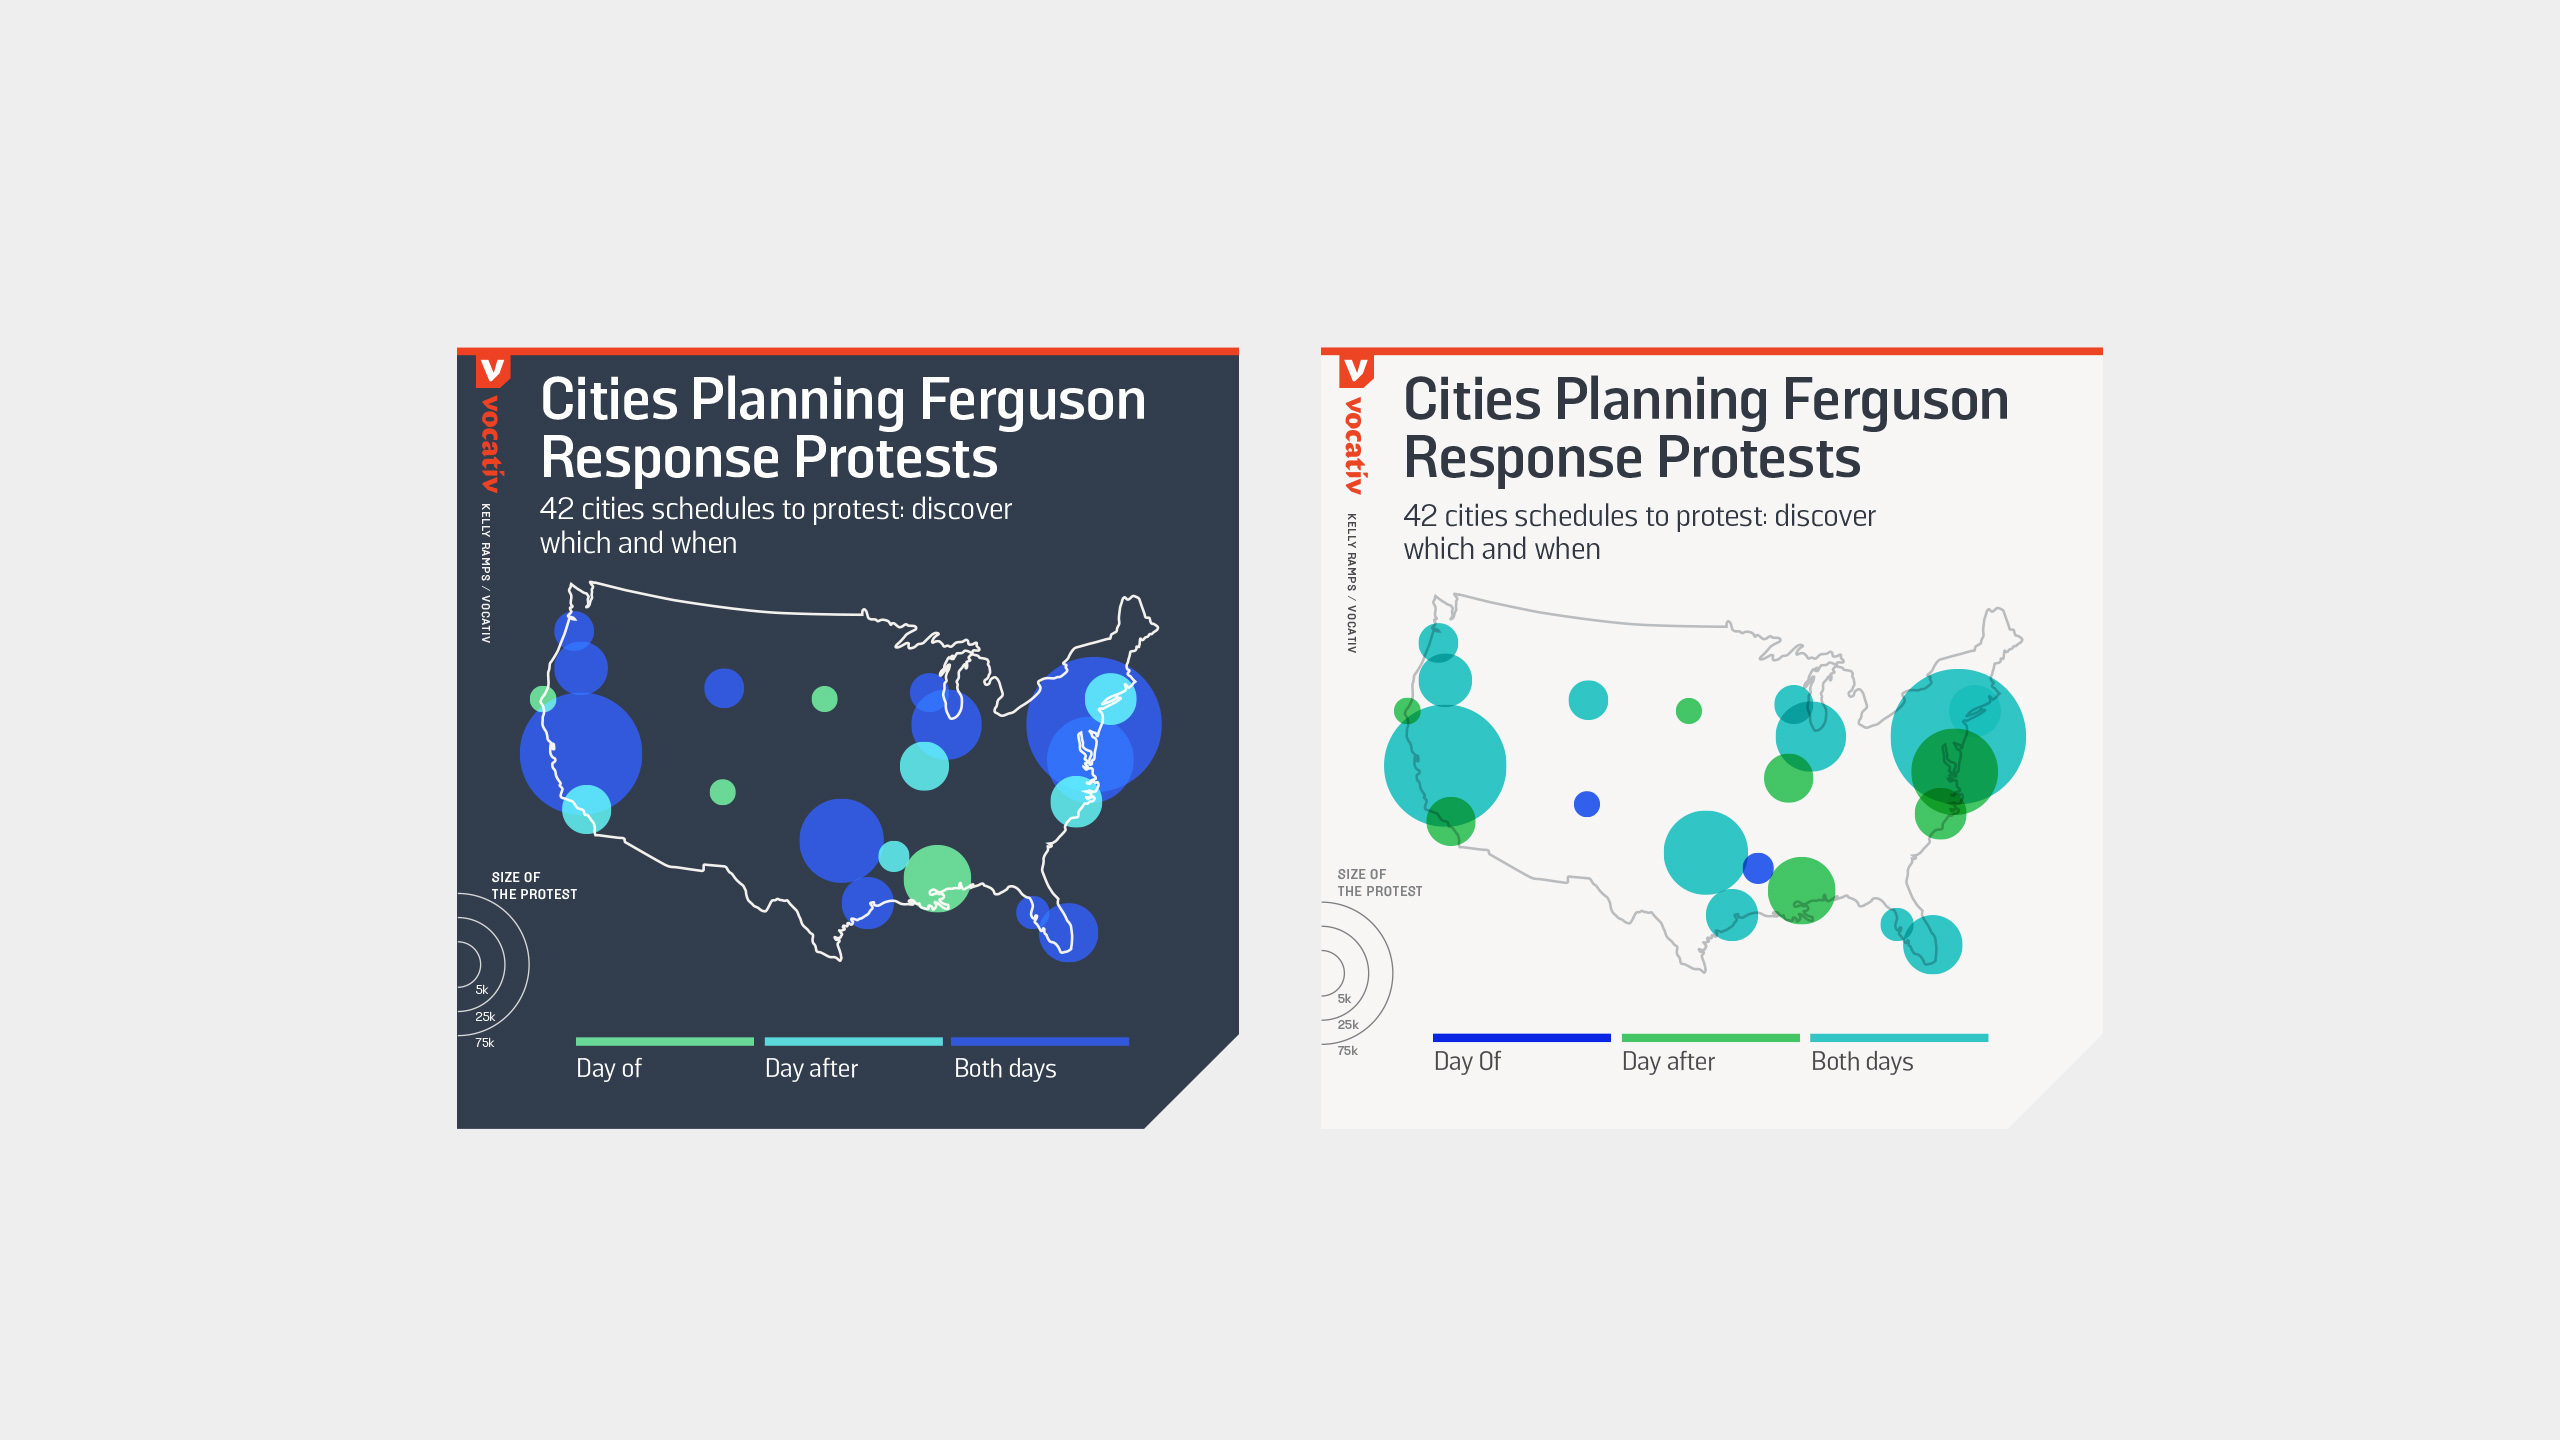 V
vocativ
KELLY RAMPS / VOCATIV
Cities Planning Ferguson
Response Protests
42 cities schedules to protest: discover
which and when
SIZE OF
THE PROTEST
5k
25k
75k
Day of
Day after
Both days
V
vocativ
KELLY RAMPS / VOCATIV
Cities Planning Ferguson
Response Protests
42 cities schedules to protest: discover
which and when
SIZE OF
THE PROTEST
5k
25k
75k
Day Of
Day after
Both days